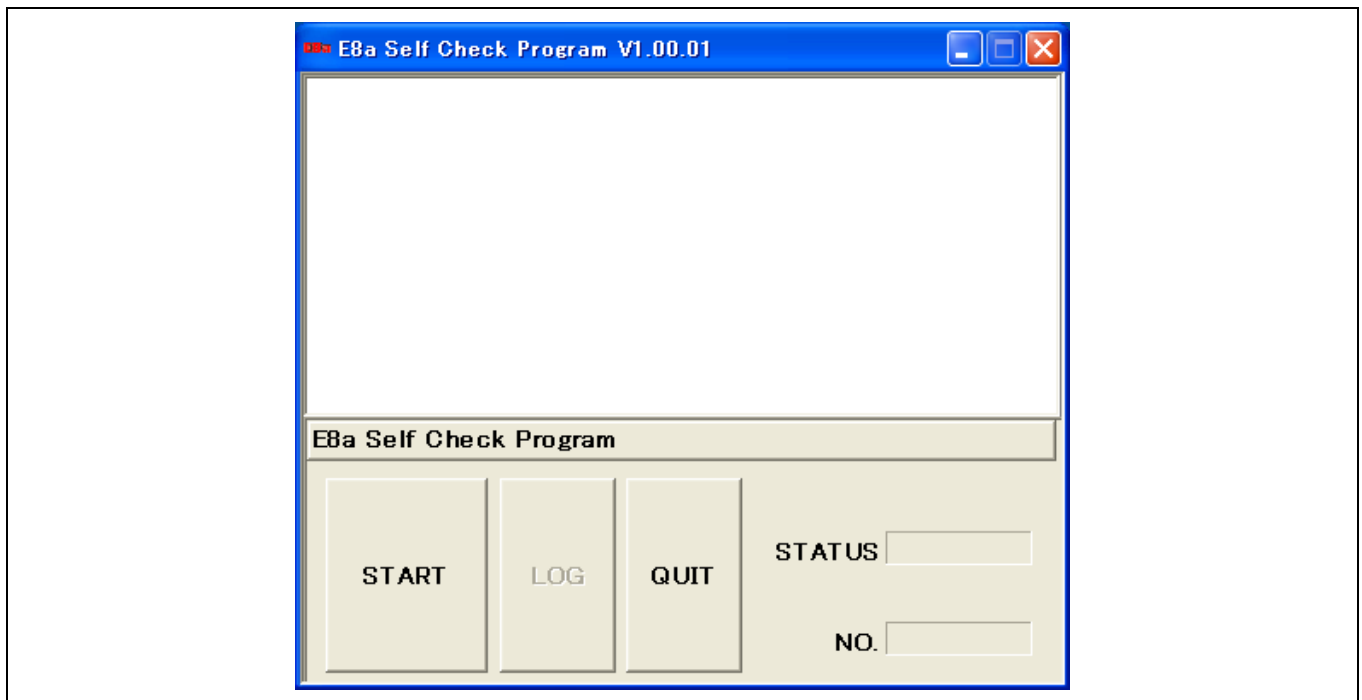 E8a Self Check Program V1.00.01
E8a Self Check Program
START
LOG
QUIT
STATUS
NO.